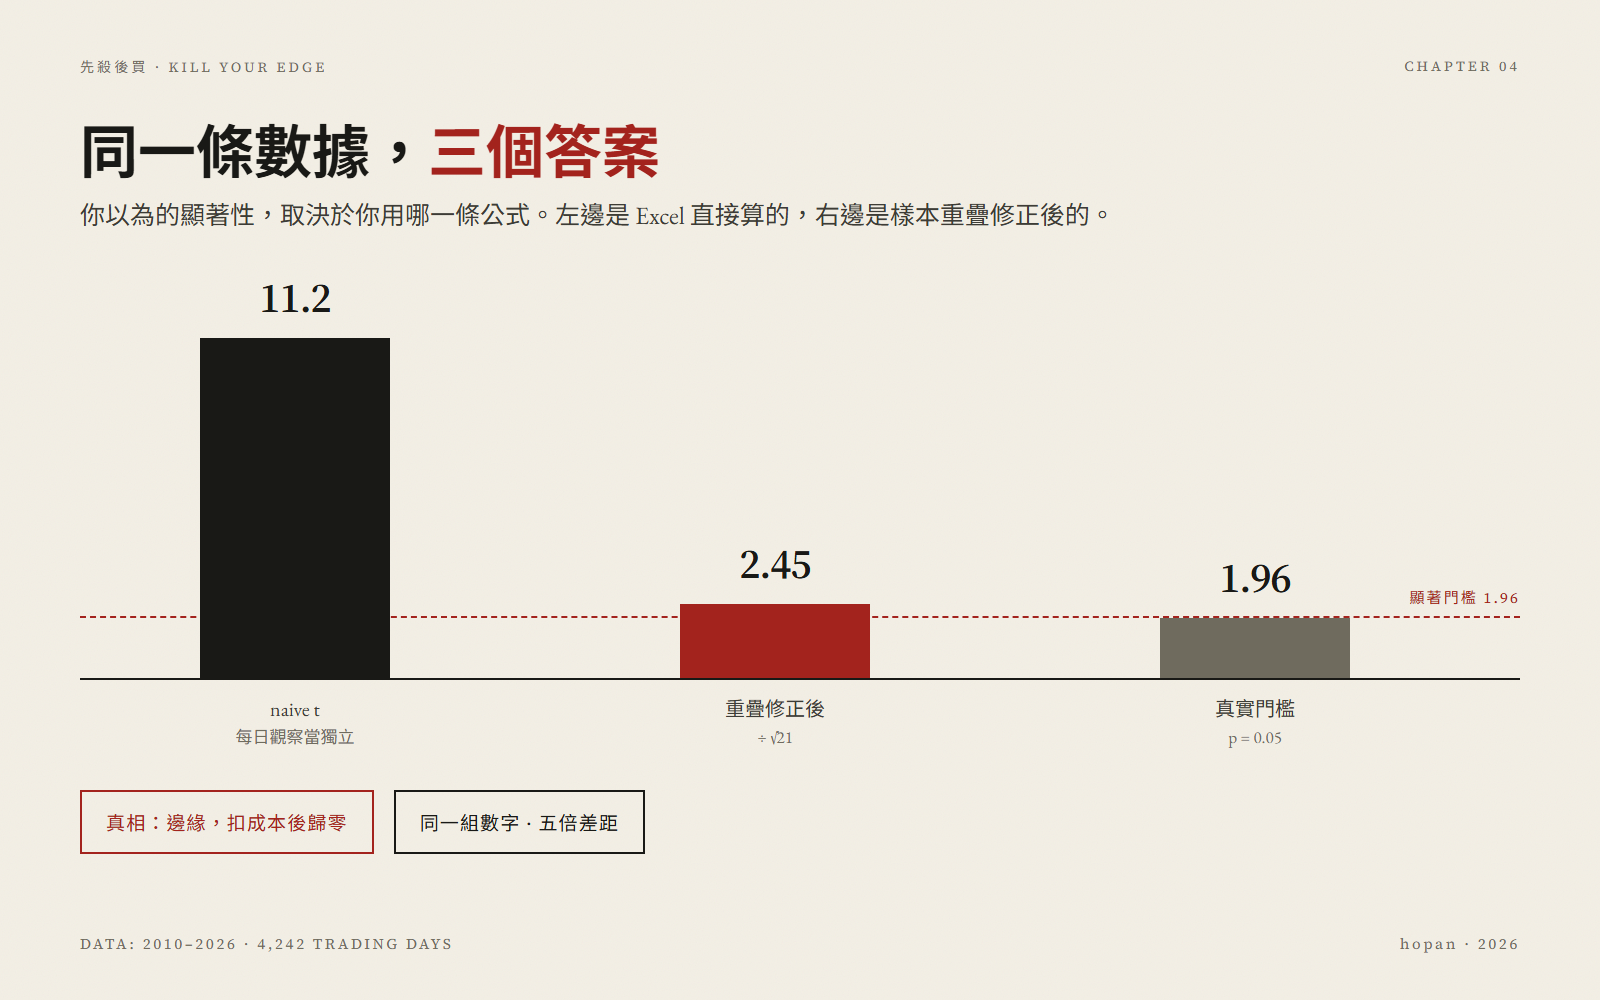 先殺後買 · KILL YOUR EDGE
CHAPTER 04
同一條數據，三個答案
你以為的顯著性，取決於你用哪一條公式。左邊是 Excel 直接算的，右邊是樣本重疊修正後的。
11.2
2.45
1.96
顯著門檻 1.96
naive t
每日觀察當獨立
重疊修正後
÷ √21
真實門檻
p = 0.05
真相：邊緣，扣成本後歸零
同一組數字 · 五倍差距
DATA: 2010–2026 · 4,242 TRADING DAYS
hopan · 2026